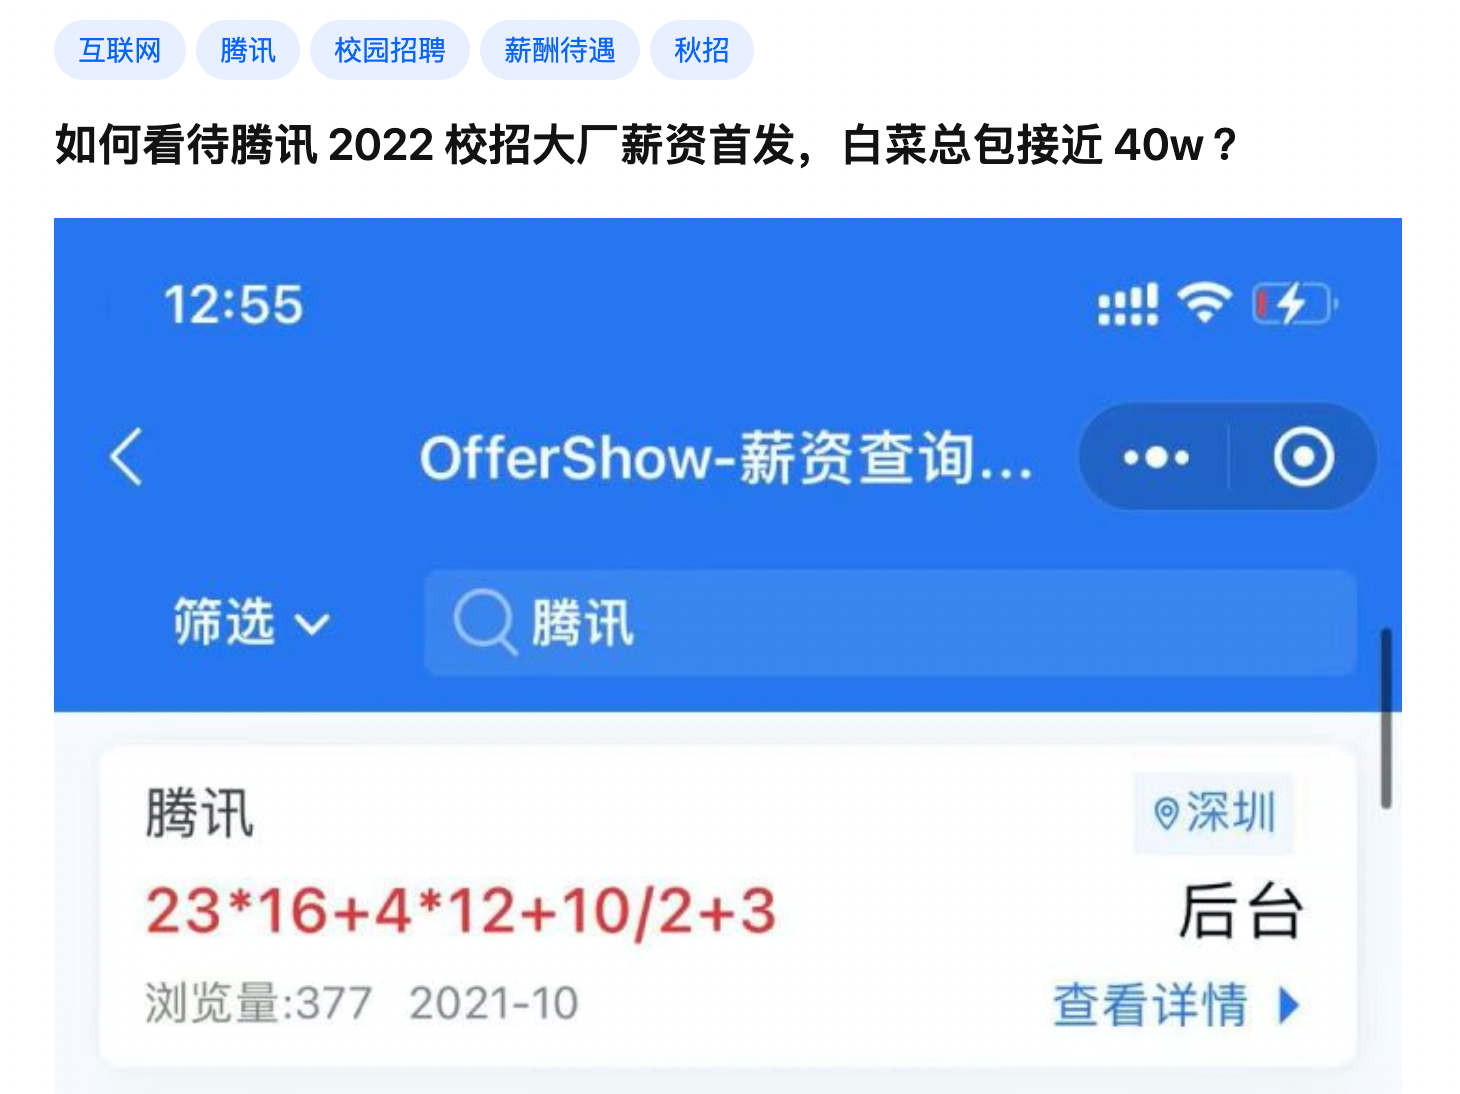 互联网 腾讯 校园招聘 薪酬待遇 秋招
如何看待腾讯 2022 校招大厂薪资首发，白菜总包接近 40w？
12:55
OfferShow-薪资查询...
筛选 腾讯
腾讯 深圳
23*16+4*12+10/2+3 后台
浏览量:377 2021-10 查看详情